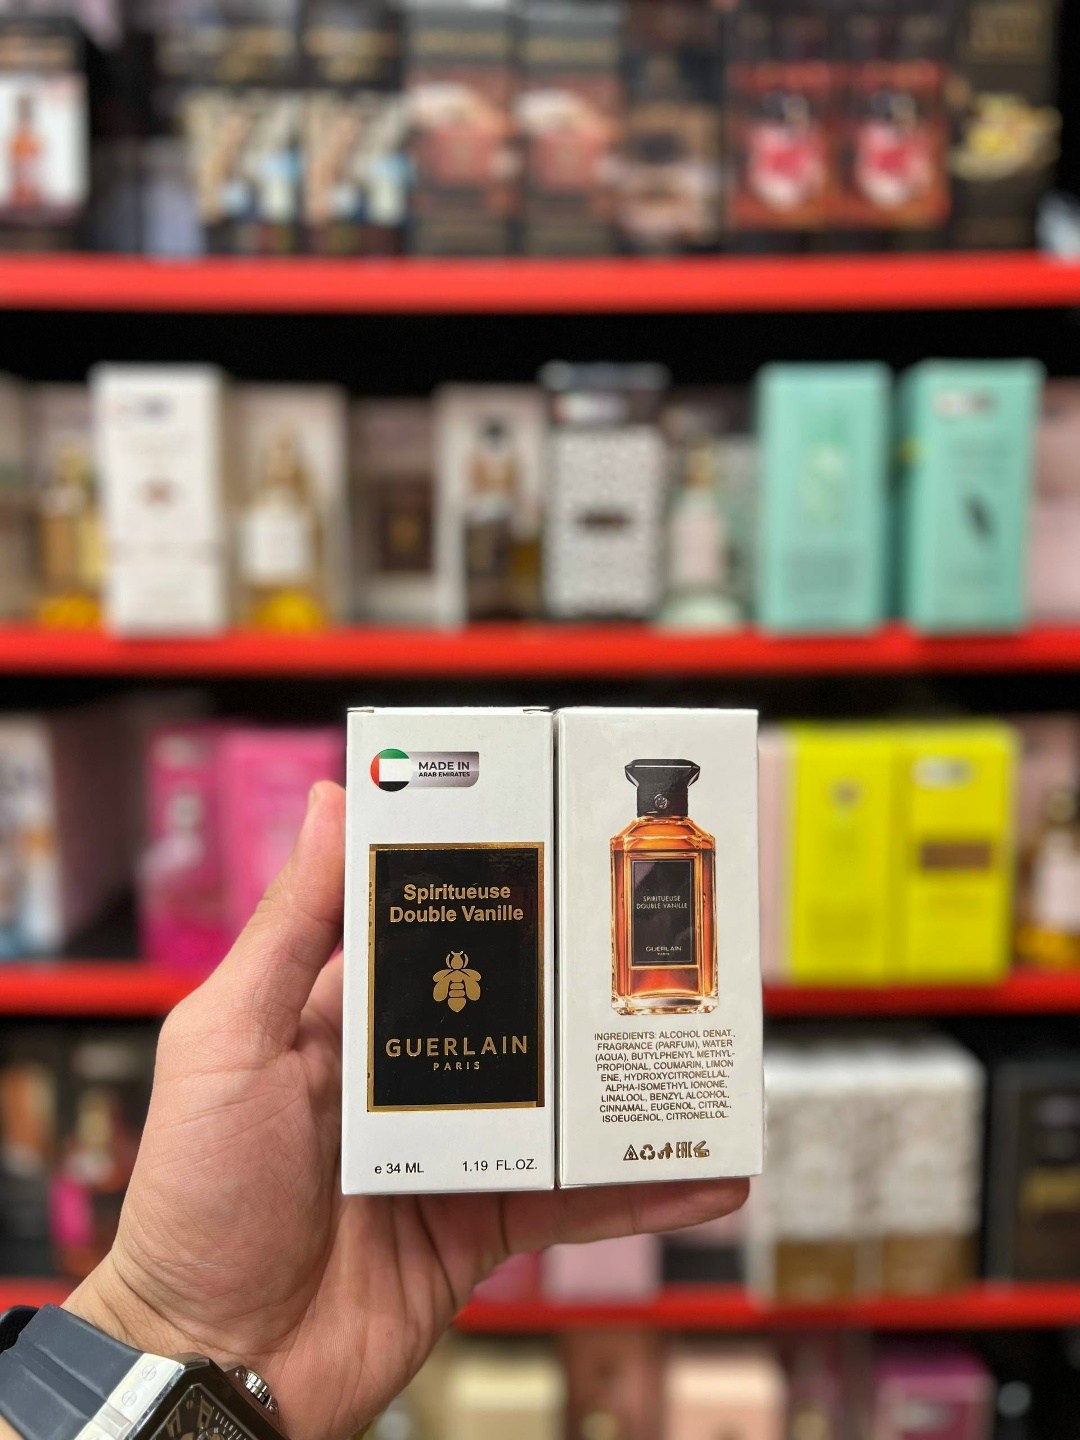 MADE IN
ARAB EMIRATES
Spiritueuse
Double Vanille
GUERLAIN
PARIS
e 34 ML 1.19 FL.OZ.
SPIRITUEUSE
DOUBLE VANILLE
GUERLAIN
PARIS
INGREDIENTS: ALCOHOL DENAT.,
FRAGRANCE (PARFUM), WATER
(AQUA), BUTYLPHENYL METHYL-
PROPIONAL, COUMARIN, LIMON
ENE, HYDROXYCITRONELLAL,
ALPHA-ISOMETHYL IONONE,
LINALOOL, BENZYL ALCOHOL,
CINNAMAL, EUGENOL, CITRAL,
ISOEUGENOL, CITRONELLOL.
EAC